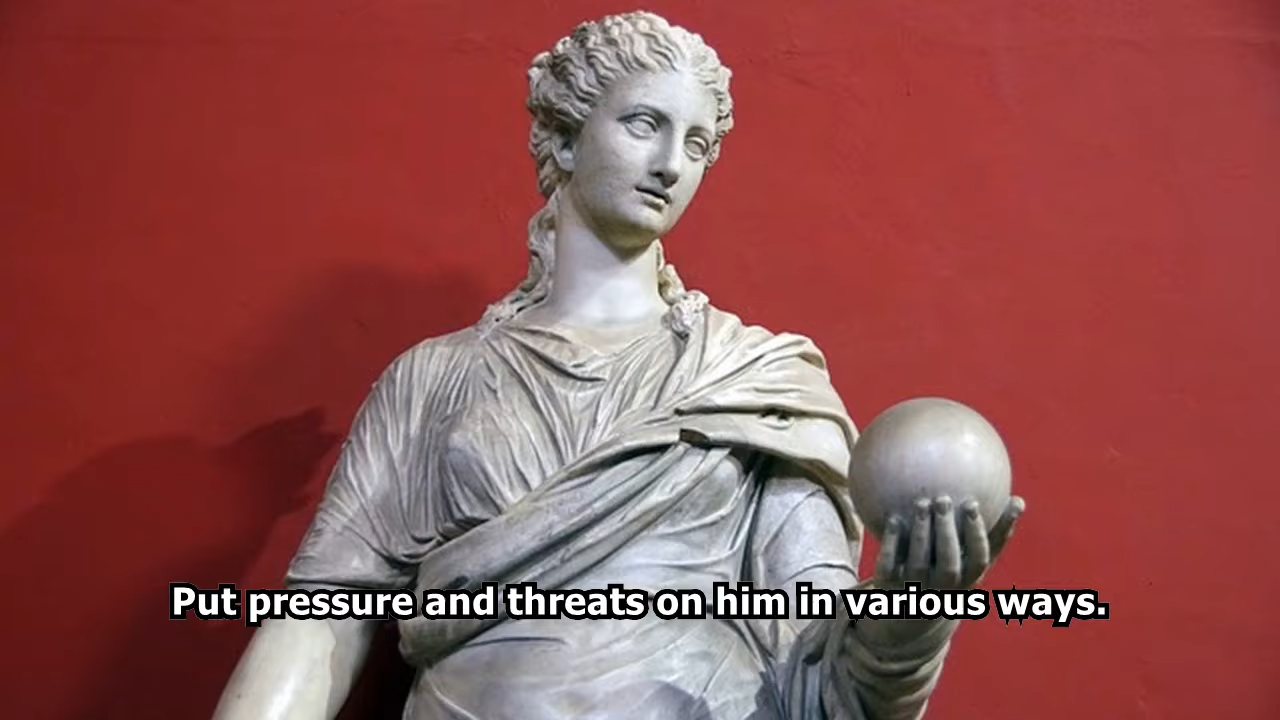 Put pressure and threats on him in various ways.